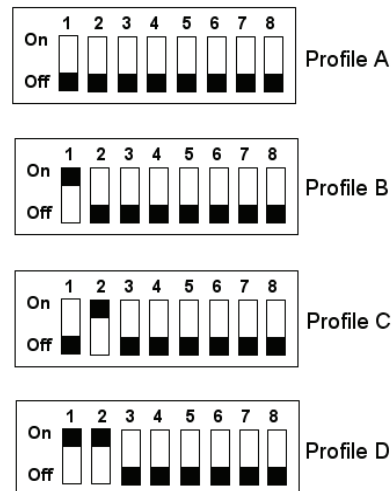 1 2 3 4 5 6 7 8
On
Off
Profile A
1 2 3 4 5 6 7 8
On
Off
Profile B
1 2 3 4 5 6 7 8
On
Off
Profile C
1 2 3 4 5 6 7 8
On
Off
Profile D